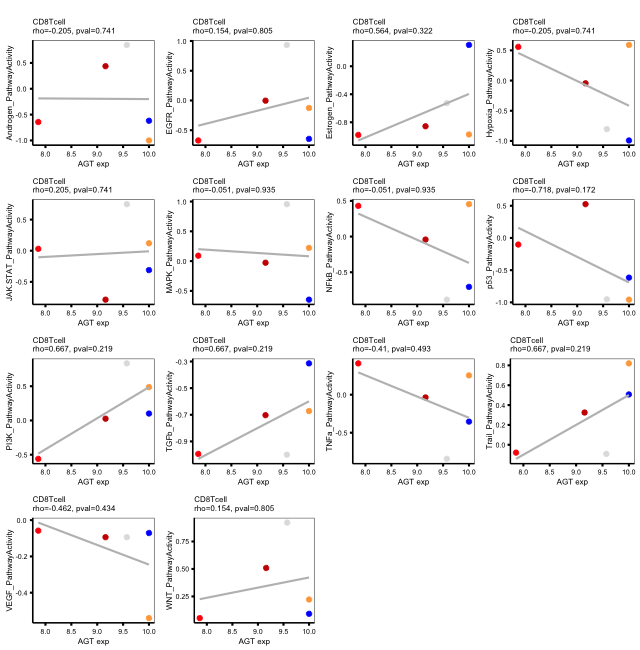 CD8Tcell
rho=-0.205, pval=0.741
Androgen_PathwayActivity
0.5
0.0
-0.5
-1.0
8.0 8.5 9.0 9.5 10.0
AGT exp
CD8Tcell
rho=0.154, pval=0.805
EGFR_PathwayActivity
1.0
0.5
0.0
-0.5
8.0 8.5 9.0 9.5 10.0
AGT exp
CD8Tcell
rho=0.564, pval=0.322
Estrogen_PathwayActivity
0.0
-0.4
-0.8
8.0 8.5 9.0 9.5 10.0
AGT exp
CD8Tcell
rho=-0.205, pval=0.741
Hypoxia_PathwayActivity
0.5
0.0
-0.5
-1.0
8.0 8.5 9.0 9.5 10.0
AGT exp
CD8Tcell
rho=0.205, pval=0.741
JAK.STAT_PathwayActivity
0.5
0.0
-0.5
8.0 8.5 9.0 9.5 10.0
AGT exp
CD8Tcell
rho=-0.051, pval=0.935
MAPK_PathwayActivity
1.0
0.5
0.0
-0.5
8.0 8.5 9.0 9.5 10.0
AGT exp
CD8Tcell
rho=-0.051, pval=0.935
NFkB_PathwayActivity
0.5
0.0
-0.5
8.0 8.5 9.0 9.5 10.0
AGT exp
CD8Tcell
rho=-0.718, pval=0.172
p53_PathwayActivity
0.5
0.0
-0.5
-1.0
8.0 8.5 9.0 9.5 10.0
AGT exp
CD8Tcell
rho=0.667, pval=0.219
PI3K_PathwayActivity
0.5
0.0
-0.5
8.0 8.5 9.0 9.5 10.0
AGT exp
CD8Tcell
rho=0.667, pval=0.219
TGFb_PathwayActivity
-0.3
-0.5
-0.7
-0.9
8.0 8.5 9.0 9.5 10.0
AGT exp
CD8Tcell
rho=-0.41, pval=0.493
TNFa_PathwayActivity
0.0
-0.5
8.0 8.5 9.0 9.5 10.0
AGT exp
CD8Tcell
rho=0.667, pval=0.219
Trail_PathwayActivity
0.8
0.6
0.4
0.2
0.0
8.0 8.5 9.0 9.5 10.0
AGT exp
CD8Tcell
rho=-0.462, pval=0.434
VEGF_PathwayActivity
0.0
-0.2
-0.4
8.0 8.5 9.0 9.5 10.0
AGT exp
CD8Tcell
rho=0.154, pval=0.805
WNT_PathwayActivity
0.75
0.50
0.25
8.0 8.5 9.0 9.5 10.0
AGT exp